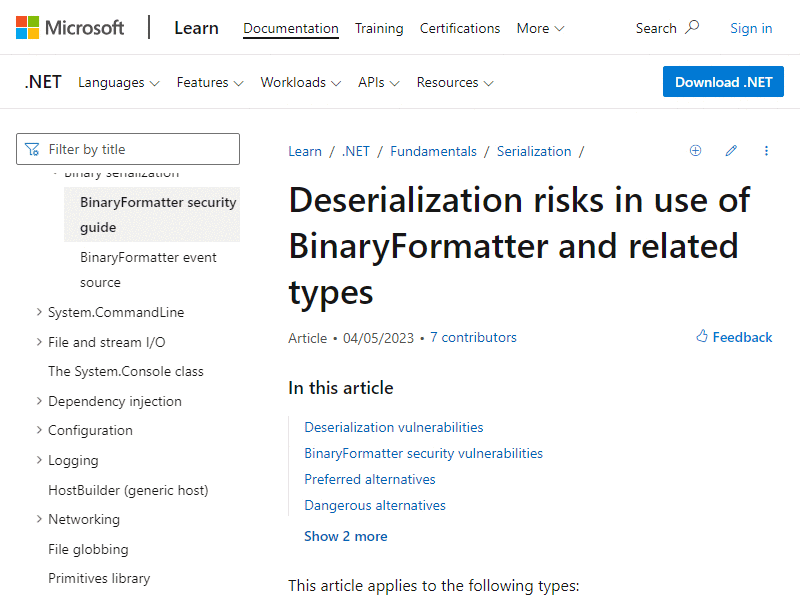 Microsoft Learn Documentation Training Certifications More Search Sign in
.NET Languages Features Workloads APIs Resources Download .NET
Filter by title
Binary serialization
BinaryFormatter security
guide
BinaryFormatter event
source
System.CommandLine
File and stream I/O
The System.Console class
Dependency injection
Configuration
Logging
HostBuilder (generic host)
Networking
File globbing
Primitives library
Learn / .NET / Fundamentals / Serialization /
Deserialization risks in use of
BinaryFormatter and related
types
Article • 04/05/2023 • 7 contributors
Feedback
In this article
Deserialization vulnerabilities
BinaryFormatter security vulnerabilities
Preferred alternatives
Dangerous alternatives
Show 2 more
This article applies to the following types: